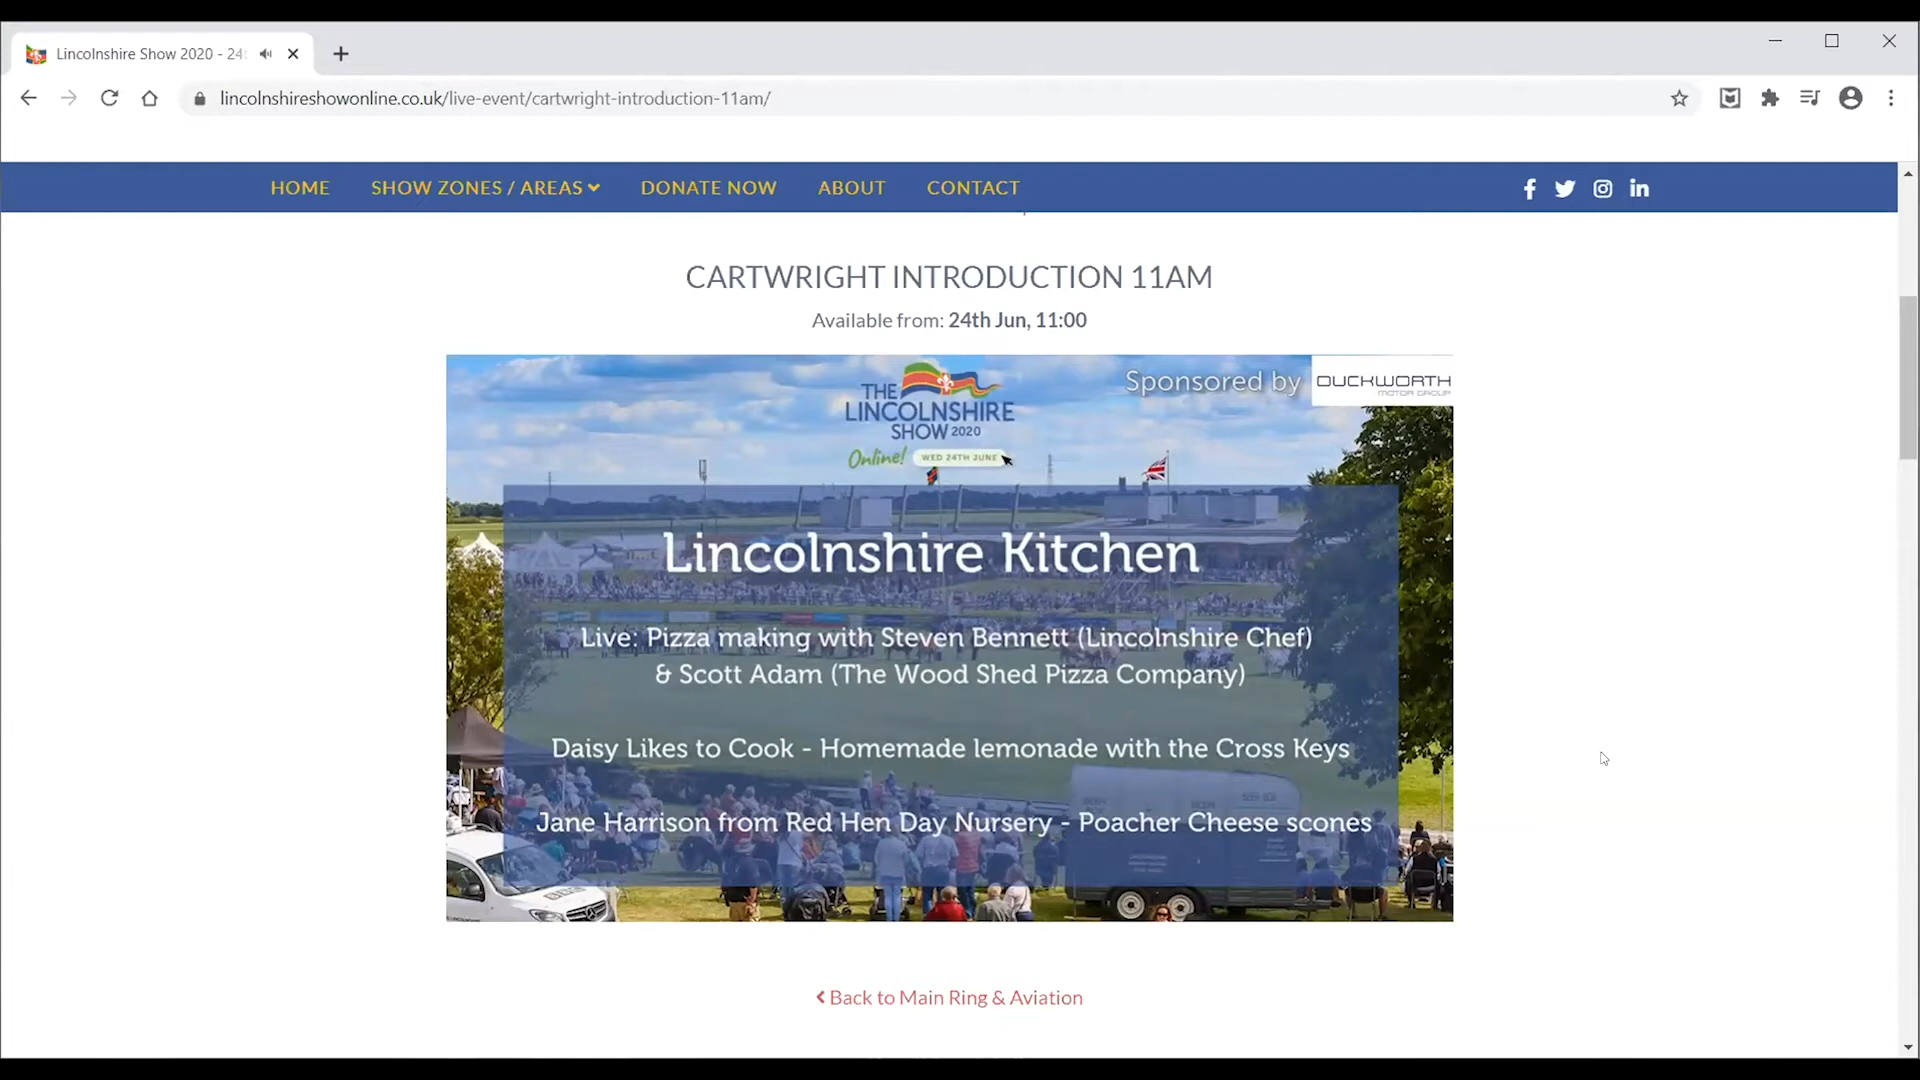 Lincolnshire Show 2020 - 24t
lincolnshireshowonline.co.uk/live-event/cartwright-introduction-11am/
HOME SHOW ZONES / AREAS DONATE NOW ABOUT CONTACT
CARTWRIGHT INTRODUCTION 11AM
Available from: 24th Jun, 11:00
THE
LINCOLNSHIRE
SHOW 2020
Online! WED 24TH JUNE
Sponsored by DUCKWORTH
MOTOR GROUP
Lincolnshire Kitchen
Live: Pizza making with Steven Bennett (Lincolnshire Chef)
& Scott Adam (The Wood Shed Pizza Company)
Daisy Likes to Cook - Homemade lemonade with the Cross Keys
Jane Harrison from Red Hen Day Nursery - Poacher Cheese scones
Back to Main Ring & Aviation